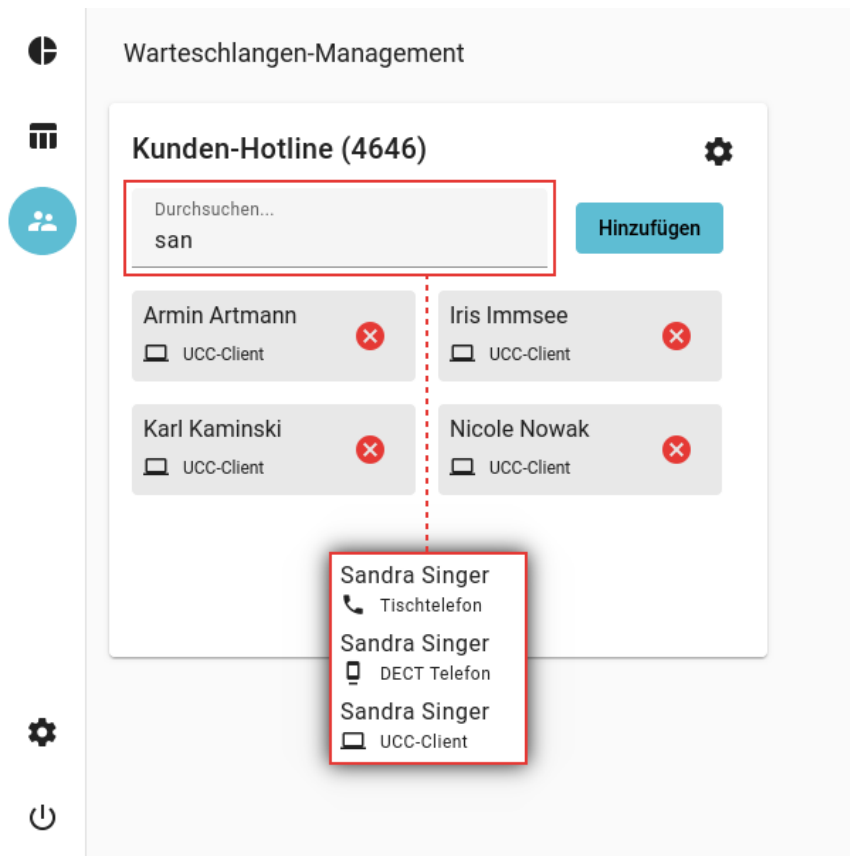 Warteschlangen-Management
Kunden-Hotline (4646)
Durchsuchen...
san
Hinzufügen
Armin Artmann
UCC-Client
Iris Immsee
UCC-Client
Karl Kaminski
UCC-Client
Nicole Nowak
UCC-Client
Sandra Singer
Tischtelefon
Sandra Singer
DECT Telefon
Sandra Singer
UCC-Client